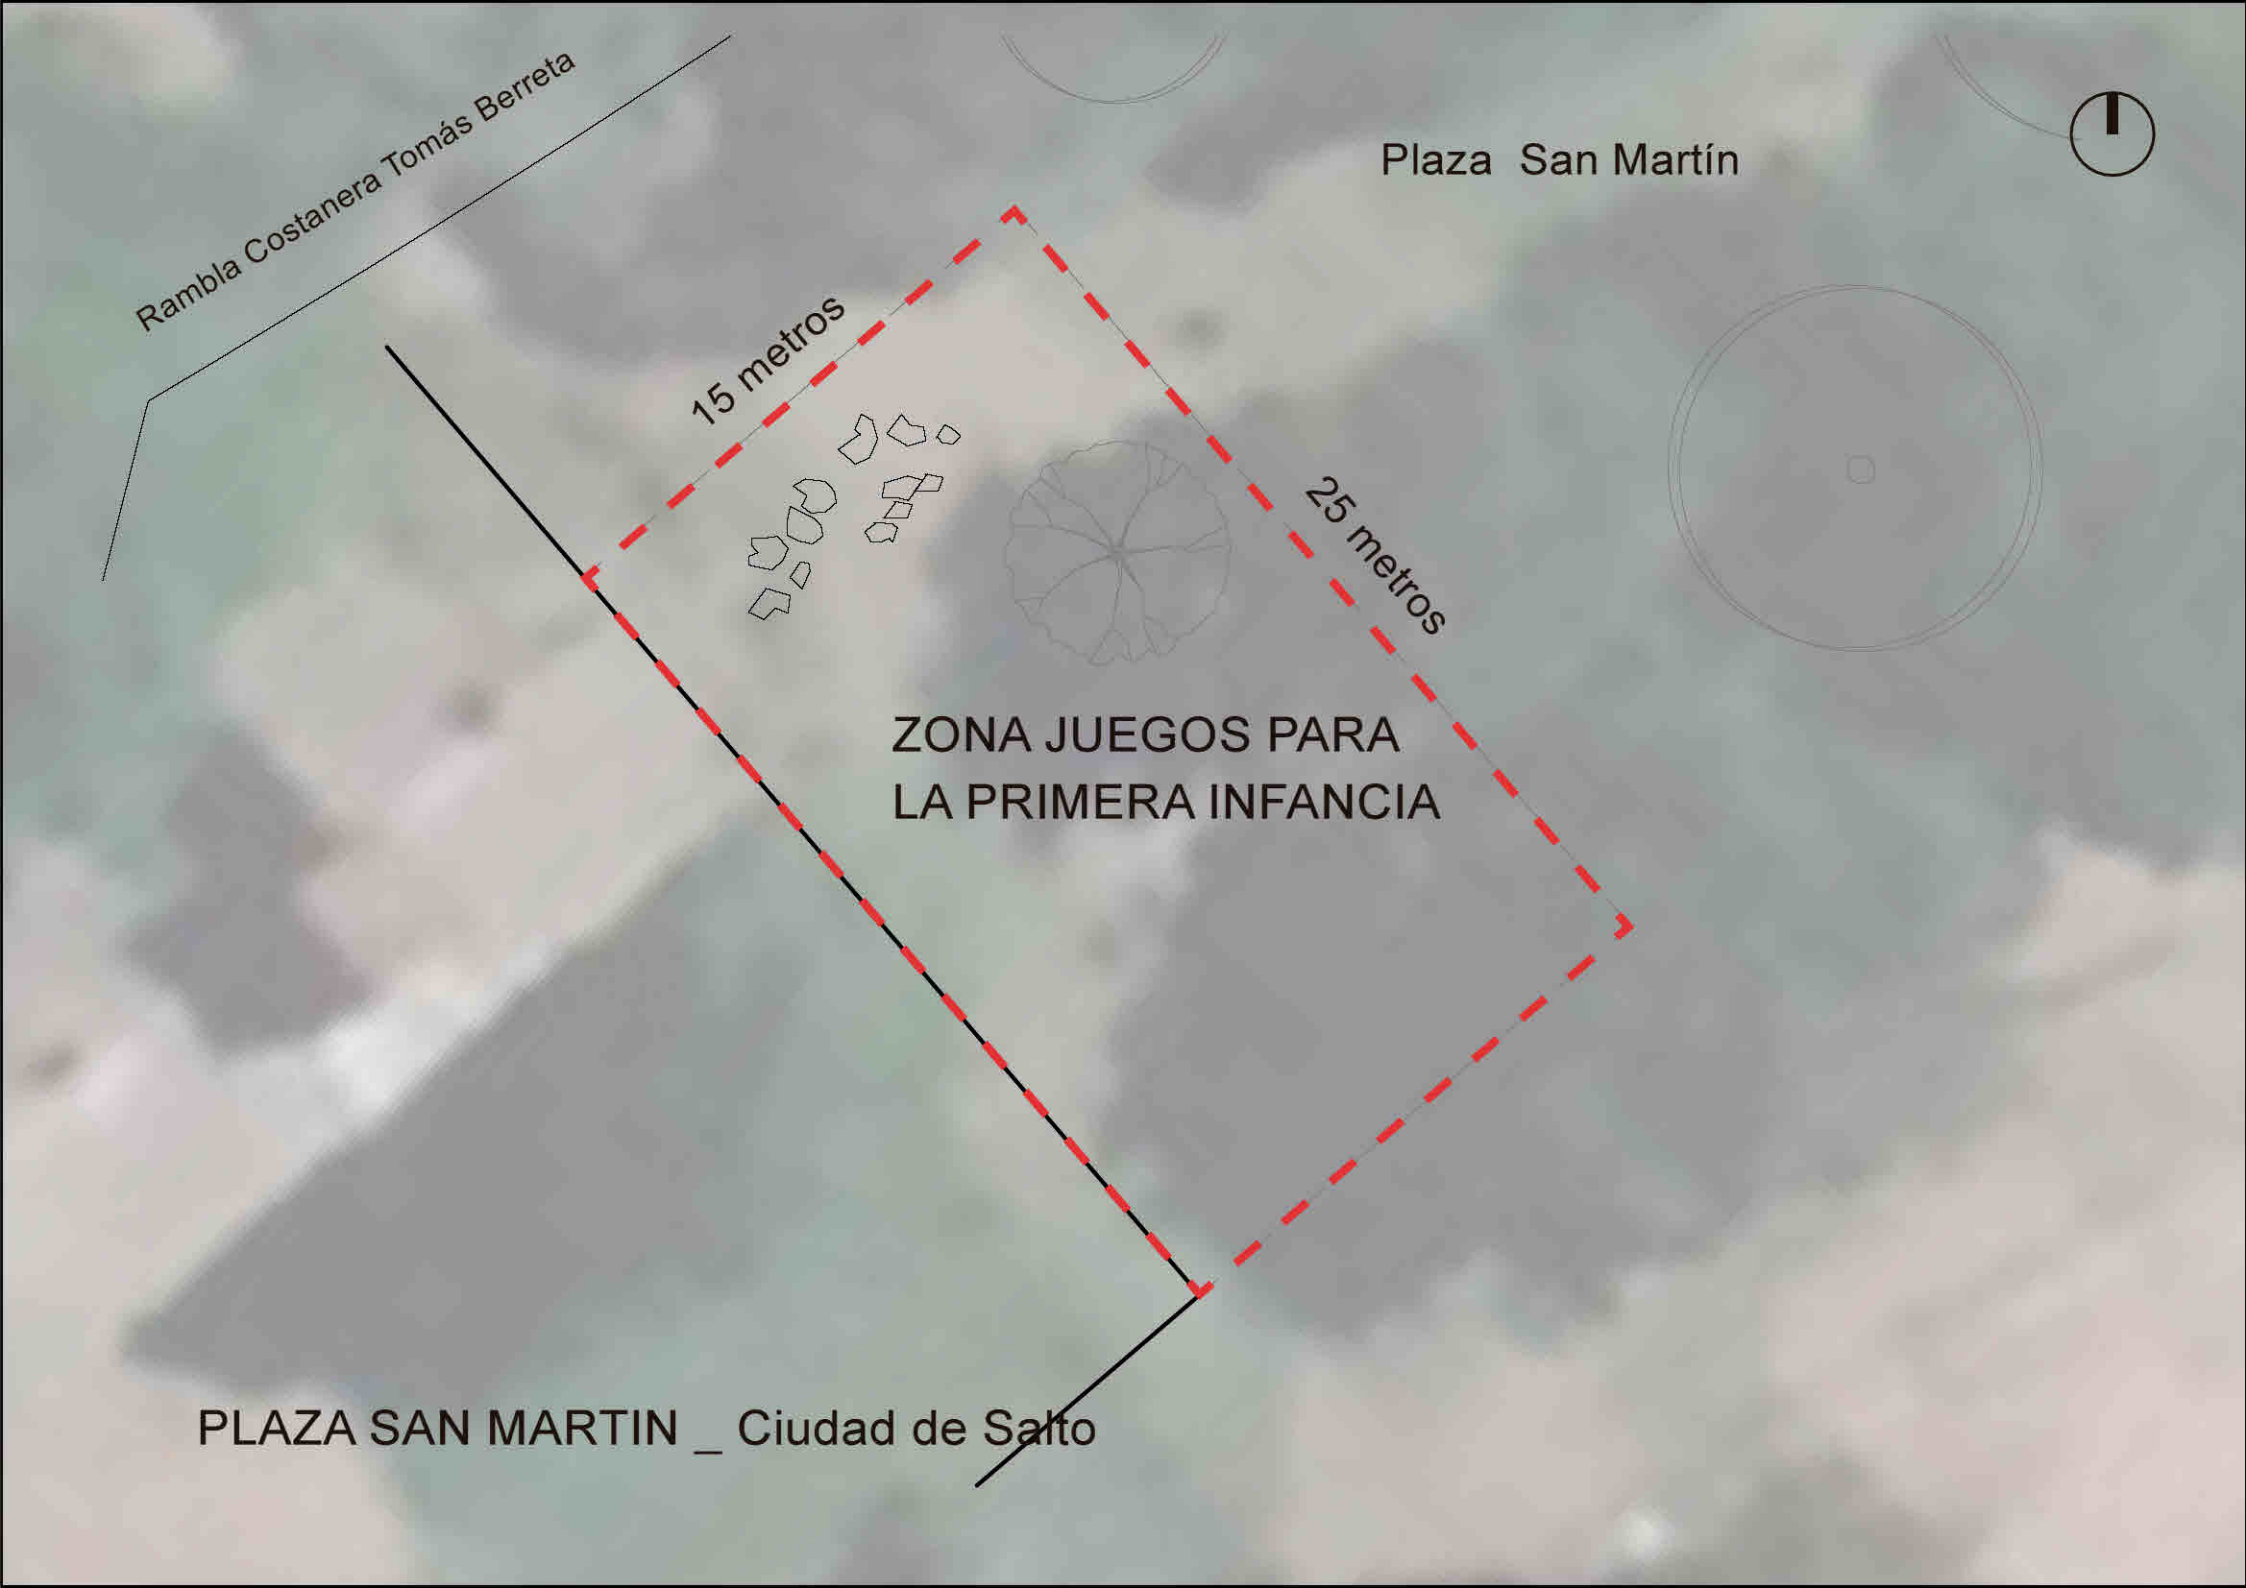 Rambla Costanera Tomás Berreta
Plaza San Martín
15 metros
25 metros
ZONA JUEGOS PARA
LA PRIMERA INFANCIA
PLAZA SAN MARTIN _ Ciudad de Salto